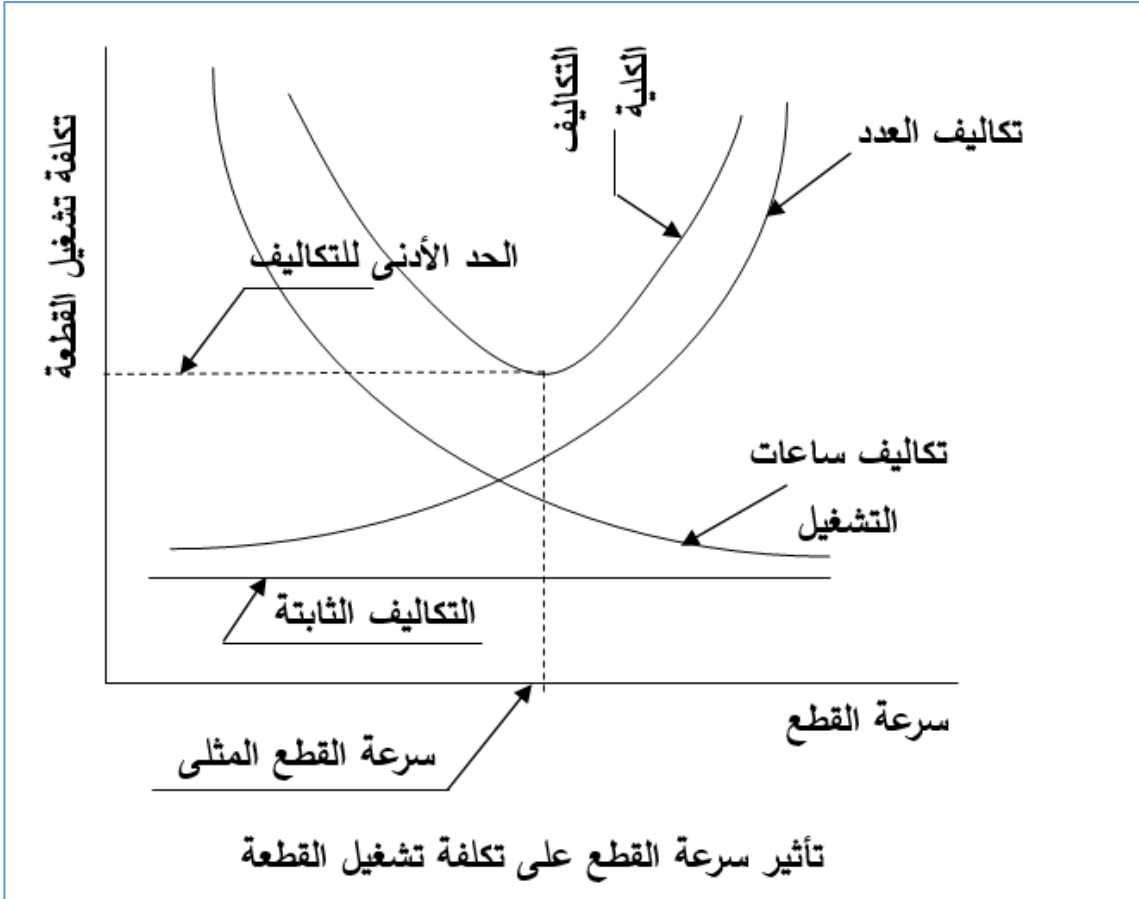 التكاليف
الكلية
تكاليف العدد
تكلفة تشغيل القطعة
الحد الأدنى للتكاليف
تكاليف ساعات
التشغيل
التكاليف الثابتة
سرعة القطع
سرعة القطع المثلى
تأثير سرعة القطع على تكلفة تشغيل القطعة